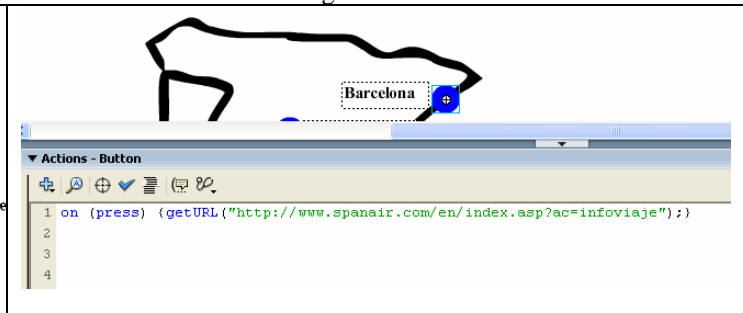 Barcelona
Actions - Button
e
1 on (press) {getURL("http://www.spanair.com/en/index.asp?ac=infoviaje");}
2
3
4